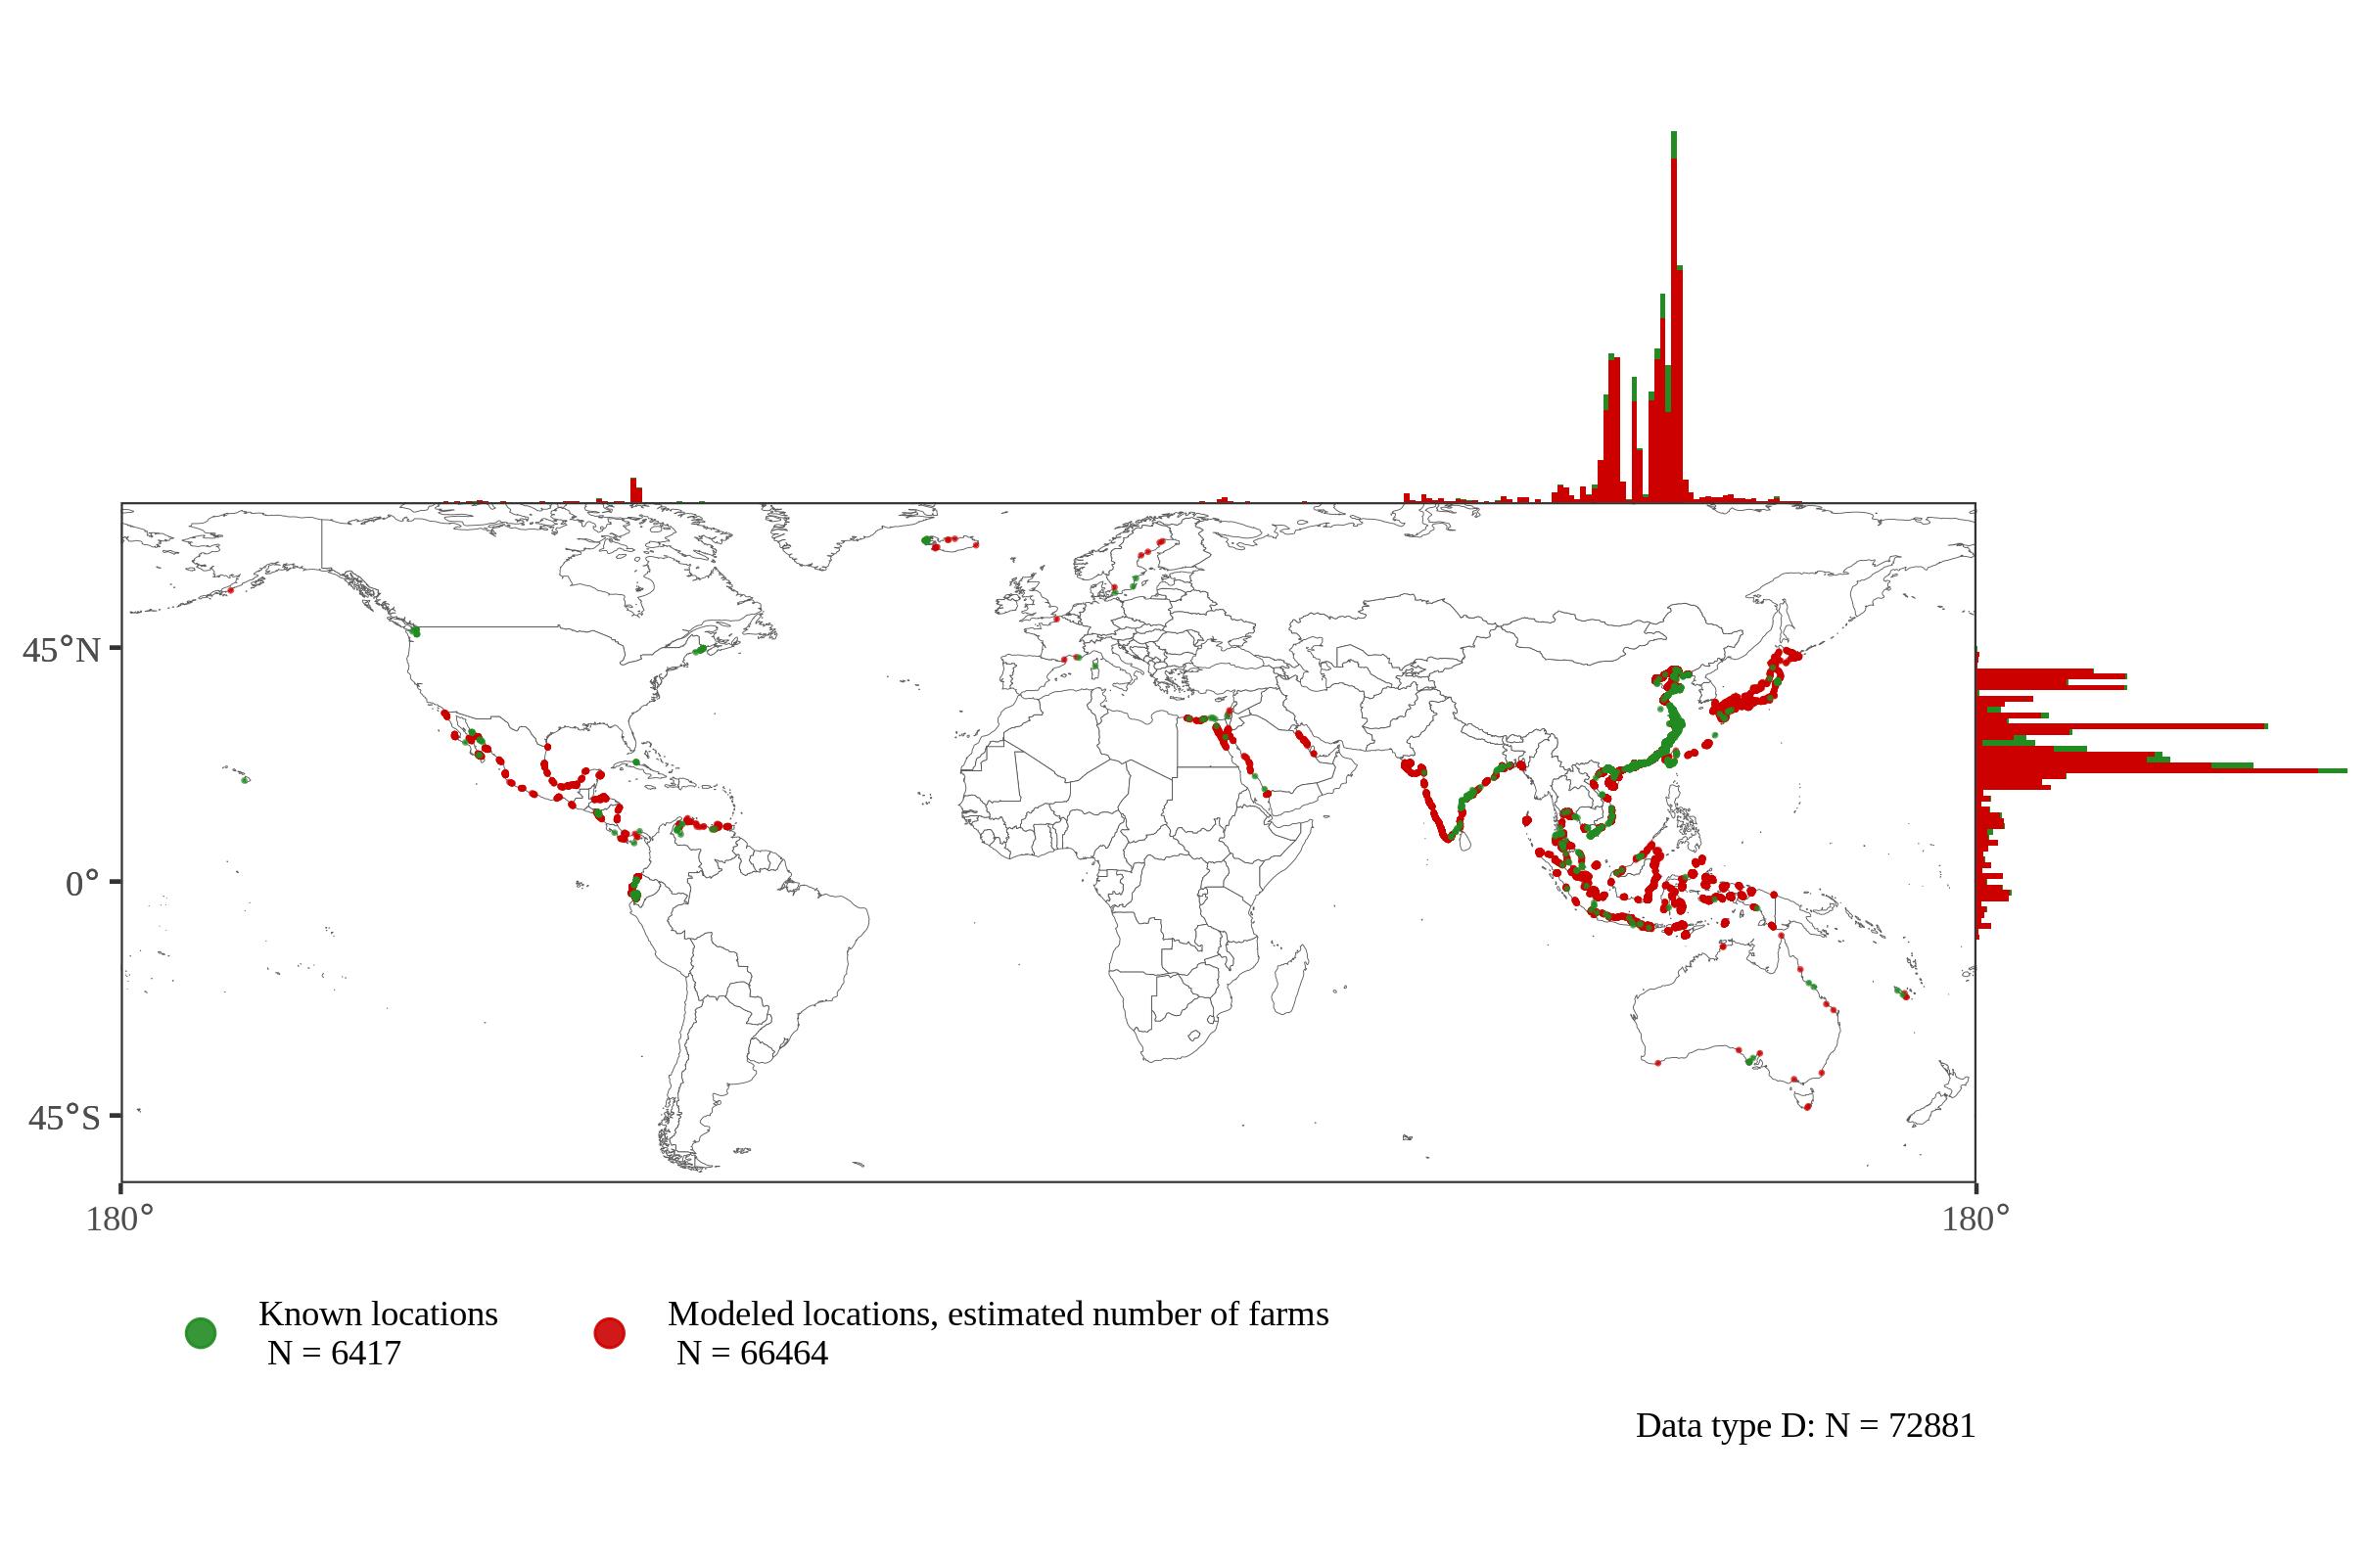 45°N
0°
45°S
180°
180°
Known locations
N = 6417
Modeled locations, estimated number of farms
N = 66464
Data type D: N = 72881